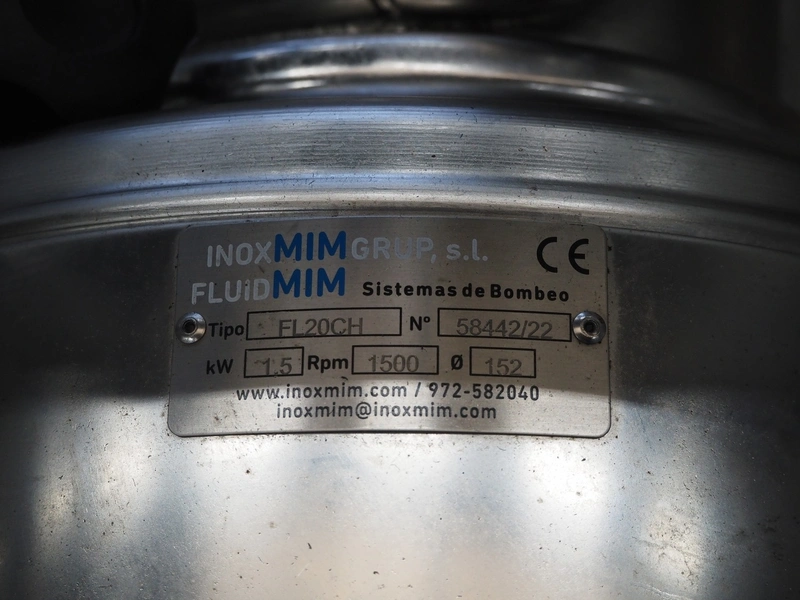 INOXMIMGRUP, s.l. CE
FLUiDMIM Sistemas de Bombeo
Tipo FL20CH Nº 58442/22
kW 1.5 Rpm 1500 Ø 152
www.inoxmim.com / 972-582040
inoxmim@inoxmim.com